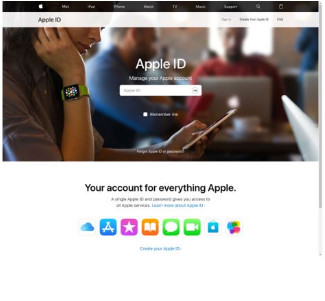 Mac iPad iPhone Watch TV Music Support
Apple ID
Sign In Create Your Apple ID FAQ
Apple ID
Manage your Apple account
Apple ID
Remember me
Forgot Apple ID or password?
Your account for everything Apple.
A single Apple ID and password gives you access to
all Apple services. Learn more about Apple ID ›
Create your Apple ID ›